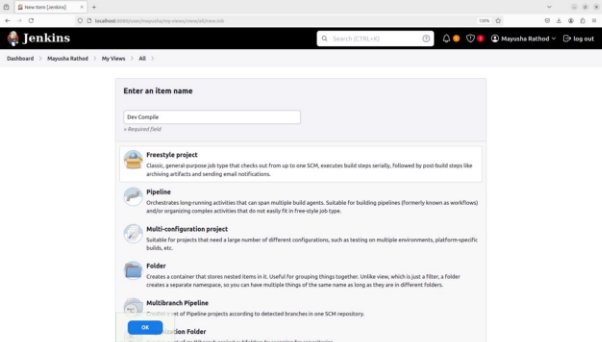 New Item [Jenkins]
localhost:8080/user/mayusha/my-views/view/all/newJob
120%
Jenkins
Search (CTRL+K)
Mayusha Rathod
log out
Dashboard > Mayusha Rathod > My Views > All >
Enter an item name
Dev Compile
» Required field
Freestyle project
Classic, general-purpose job type that checks out from up to one SCM, executes build steps serially, followed by post-build steps like
archiving artifacts and sending email notifications.
Pipeline
Orchestrates long-running activities that can span multiple build agents. Suitable for building pipelines (formerly known as workflows)
and/or organizing complex activities that do not easily fit in free-style job type.
Multi-configuration project
Suitable for projects that need a large number of different configurations, such as testing on multiple environments, platform-specific
builds, etc.
Folder
Creates a container that stores nested items in it. Useful for grouping things together. Unlike view, which is just a filter, a folder
creates a separate namespace, so you can have multiple things of the same name as long as they are in different folders.
Multibranch Pipeline
set of Pipeline projects according to detected branches in one SCM repository.
OK
Folder